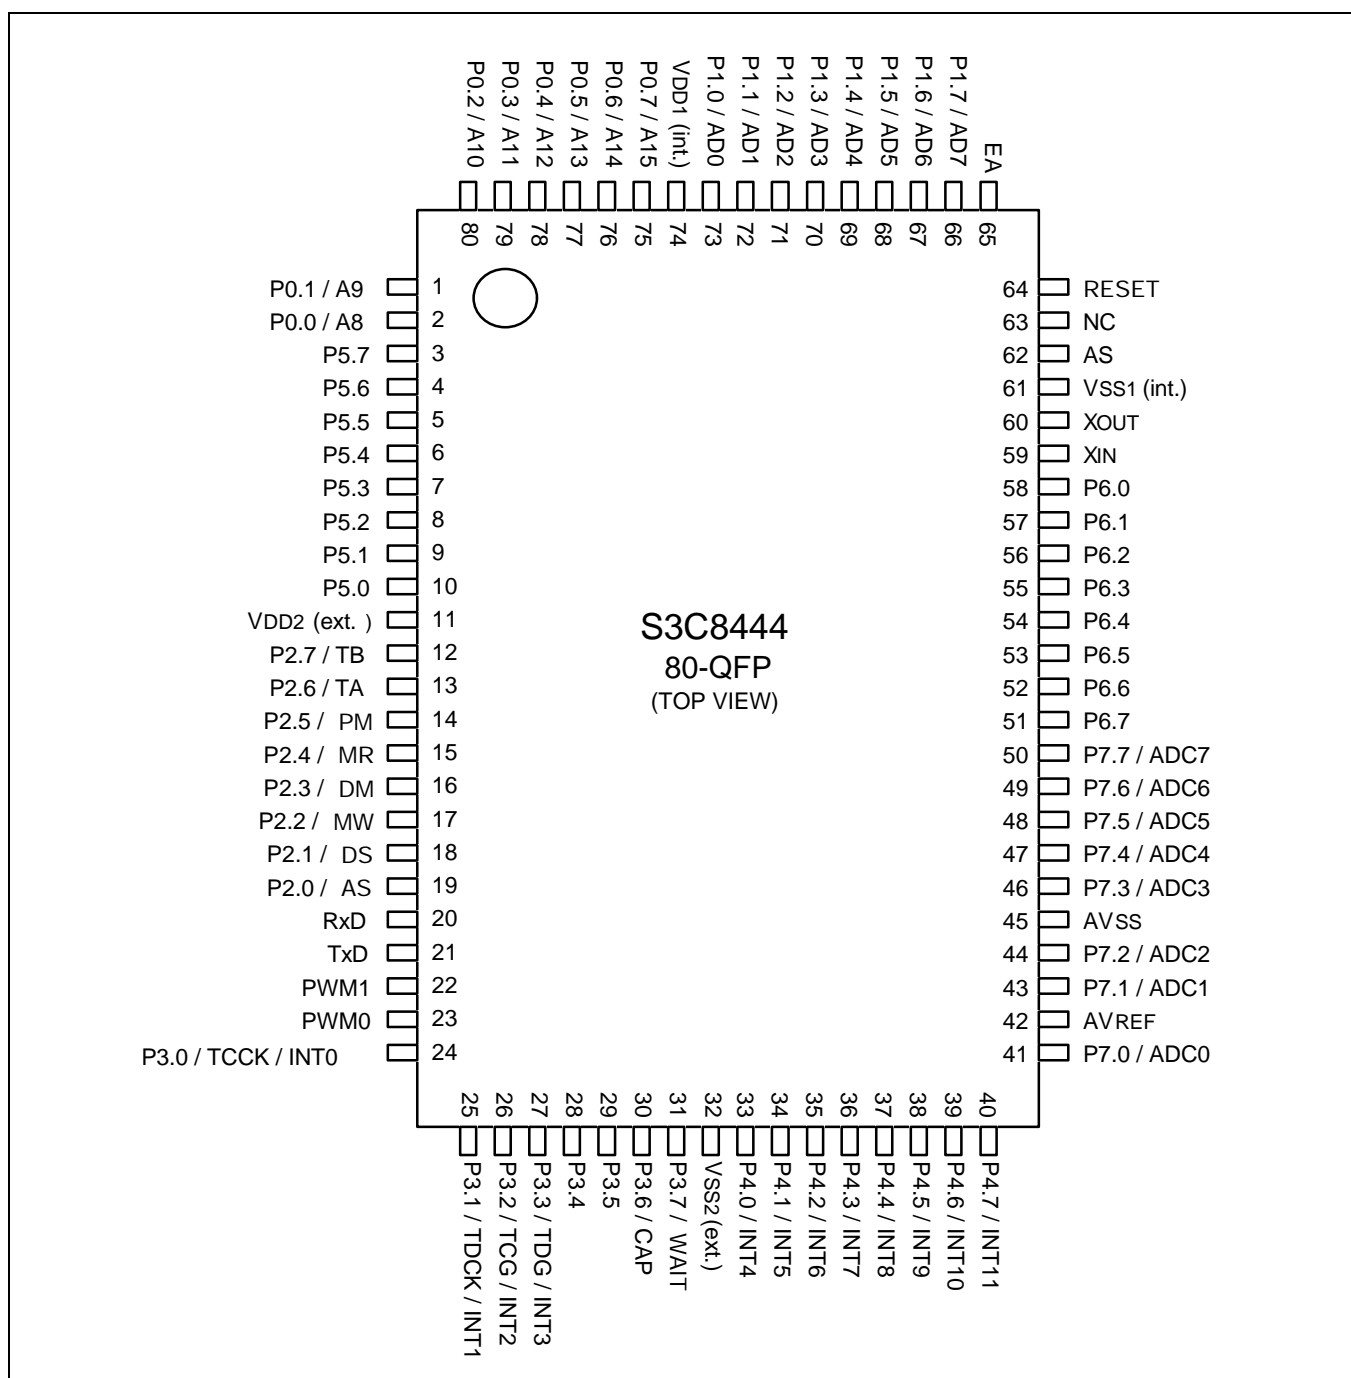 P0.2 / A10
P0.3 / A11
P0.4 / A12
P0.5 / A13
P0.6 / A14
P0.7 / A15
VDD1 (int.)
P1.0 / AD0
P1.1 / AD1
P1.2 / AD2
P1.3 / AD3
P1.4 / AD4
P1.5 / AD5
P1.6 / AD6
P1.7 / AD7
EA
80
79
78
77
76
75
74
73
72
71
70
69
68
67
66
65
P0.1 / A9 1
P0.0 / A8 2
P5.7 3
P5.6 4
P5.5 5
P5.4 6
P5.3 7
P5.2 8
P5.1 9
P5.0 10
VDD2 (ext. ) 11
P2.7 / TB 12
P2.6 / TA 13
P2.5 / PM 14
P2.4 / MR 15
P2.3 / DM 16
P2.2 / MW 17
P2.1 / DS 18
P2.0 / AS 19
RxD 20
TxD 21
PWM1 22
PWM0 23
P3.0 / TCCK / INT0 24
S3C8444
80-QFP
(TOP VIEW)
64 RESET
63 NC
62 AS
61 VSS1 (int.)
60 XOUT
59 XIN
58 P6.0
57 P6.1
56 P6.2
55 P6.3
54 P6.4
53 P6.5
52 P6.6
51 P6.7
50 P7.7 / ADC7
49 P7.6 / ADC6
48 P7.5 / ADC5
47 P7.4 / ADC4
46 P7.3 / ADC3
45 AVSS
44 P7.2 / ADC2
43 P7.1 / ADC1
42 AVREF
41 P7.0 / ADC0
25
26
27
28
29
30
31
32
33
34
35
36
37
38
39
40
P3.1 / TDCK / INT1
P3.2 / TCG / INT2
P3.3 / TDG / INT3
P3.4
P3.5
P3.6 / CAP
P3.7 / WAIT
VSS2 (ext.)
P4.0 / INT4
P4.1 / INT5
P4.2 / INT6
P4.3 / INT7
P4.4 / INT8
P4.5 / INT9
P4.6 / INT10
P4.7 / INT11